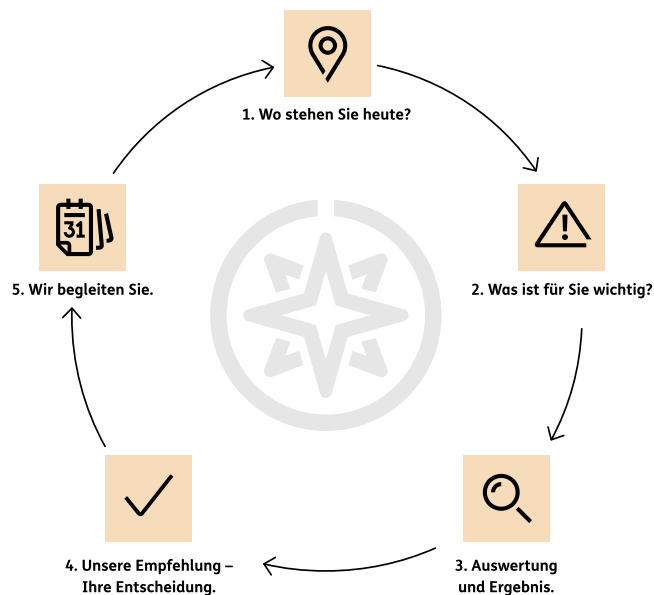 1. Wo stehen Sie heute?
2. Was ist für Sie wichtig?
3. Auswertung
und Ergebnis.
4. Unsere Empfehlung –
Ihre Entscheidung.
5. Wir begleiten Sie.
31